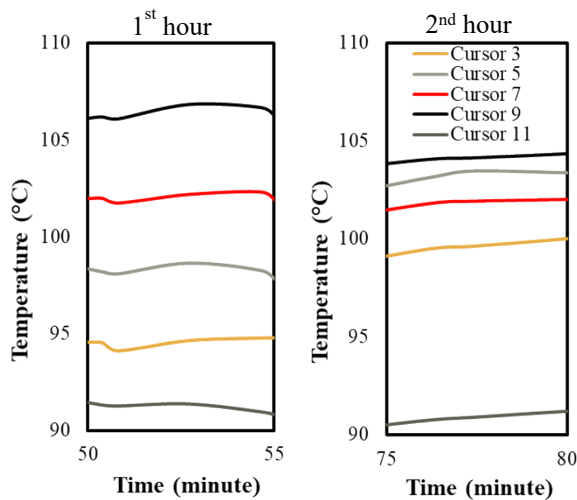 1st hour
110
105
100
95
90
50
55
Temperature (°C)
Time (minute)
2nd hour
110
105
100
95
90
75
80
Temperature (°C)
Time (minute)
Cursor 3
Cursor 5
Cursor 7
Cursor 9
Cursor 11